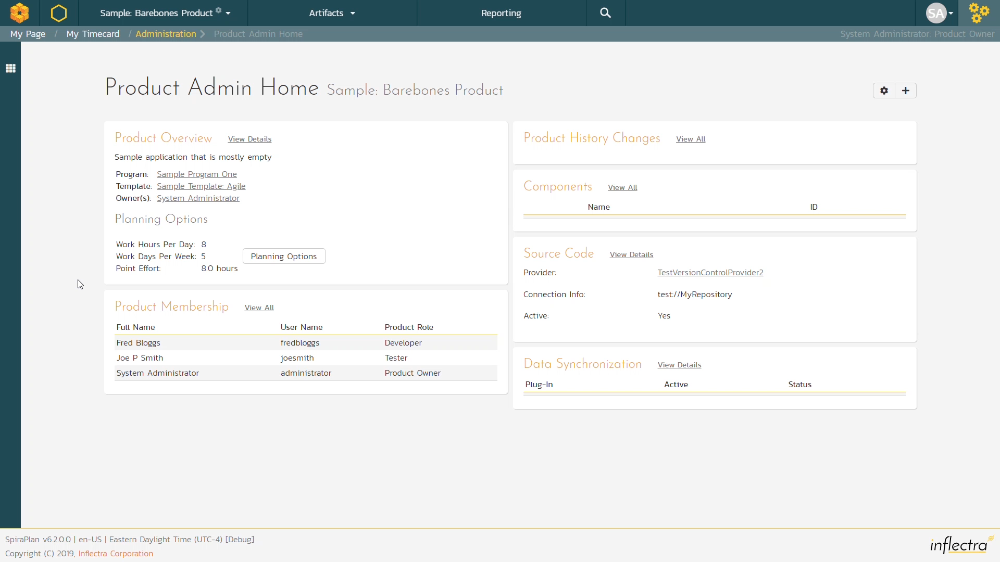 Sample: Barebones Product
Artifacts
Reporting
SA
My Page / My Timecard / Administration Product Admin Home
System Administrator: Product Owner
Product Admin Home Sample: Barebones Product
Product Overview View Details
Sample application that is mostly empty
Program: Sample Program One
Template: Sample Template: Agile
Owner(s): System Administrator
Planning Options
Work Hours Per Day: 8
Work Days Per Week: 5
Point Effort: 8.0 hours
Planning Options
Product Membership View All
Full Name User Name Product Role
Fred Bloggs fredbloggs Developer
Joe P Smith joesmith Tester
System Administrator administrator Product Owner
Product History Changes View All
Components View All
Name ID
Source Code View Details
Provider: TestVersionControlProvider2
Connection Info: test://MyRepository
Active: Yes
Data Synchronization View Details
Plug-In Active Status
SpiraPlan v6.2.0.0 | en-US | Eastern Daylight Time (UTC-4) [Debug]
Copyright (C) 2019, Inflectra Corporation
inflectra